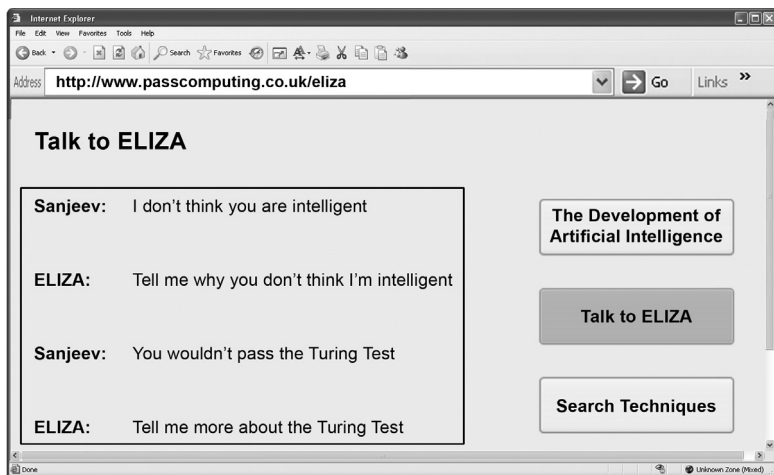 Internet Explorer
File Edit View Favorites Tools Help
Back Search Favorites
Address http://www.passcomputing.co.uk/eliza Go Links »
Talk to ELIZA
Sanjeev: I don't think you are intelligent
ELIZA: Tell me why you don't think I'm intelligent
Sanjeev: You wouldn't pass the Turing Test
ELIZA: Tell me more about the Turing Test
The Development of
Artificial Intelligence
Talk to ELIZA
Search Techniques
Done Unknown Zone (Mixed)